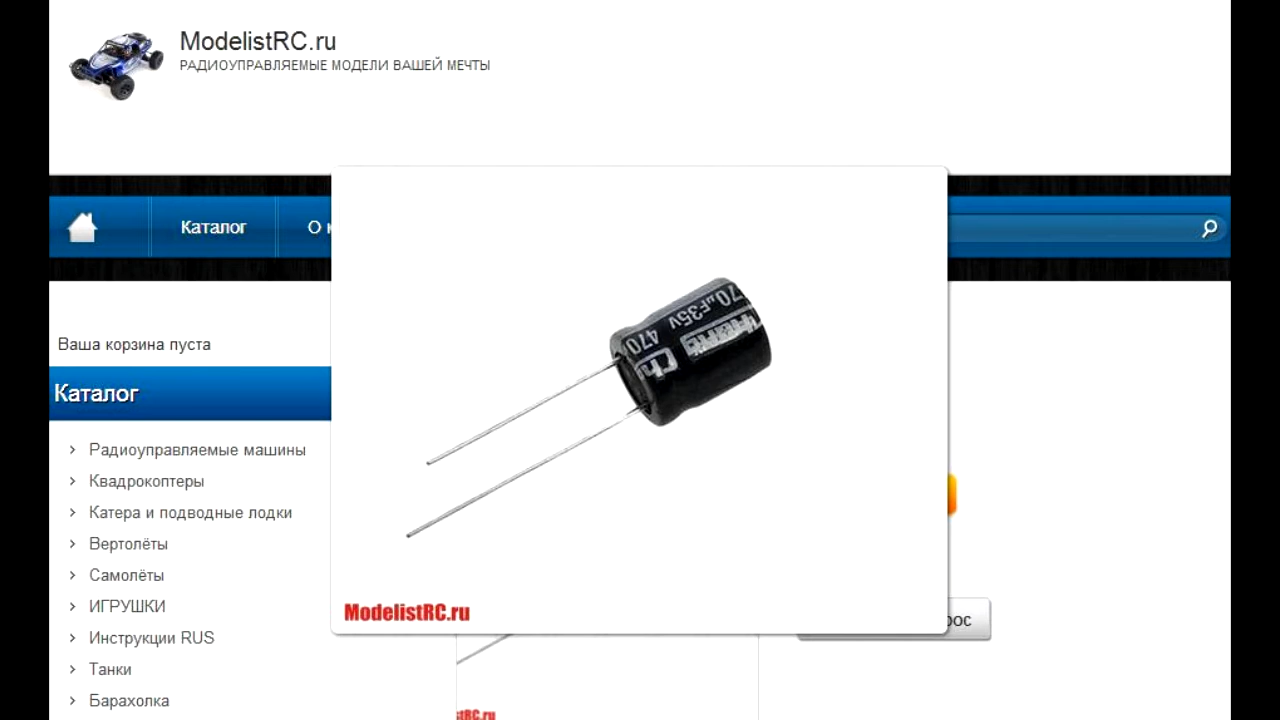 ModelistRC.ru
РАДИОУПРАВЛЯЕМЫЕ МОДЕЛИ ВАШЕЙ МЕЧТЫ
Каталог
О
Ваша корзина пуста
Каталог
Радиоуправляемые машины
Квадрокоптеры
Катера и подводные лодки
Вертолёты
Самолёты
ИГРУШКИ
Инструкции RUS
Танки
Барахолка
70µF35v
470
ModelistRC.ru
рос